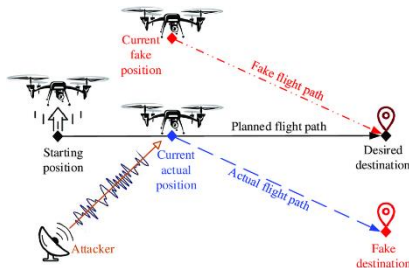 Current
fake
position
Fake flight path
Planned flight path
Starting
position
Current
actual
position
Desired
destination
Actual flight path
Attacker
Fake
destination